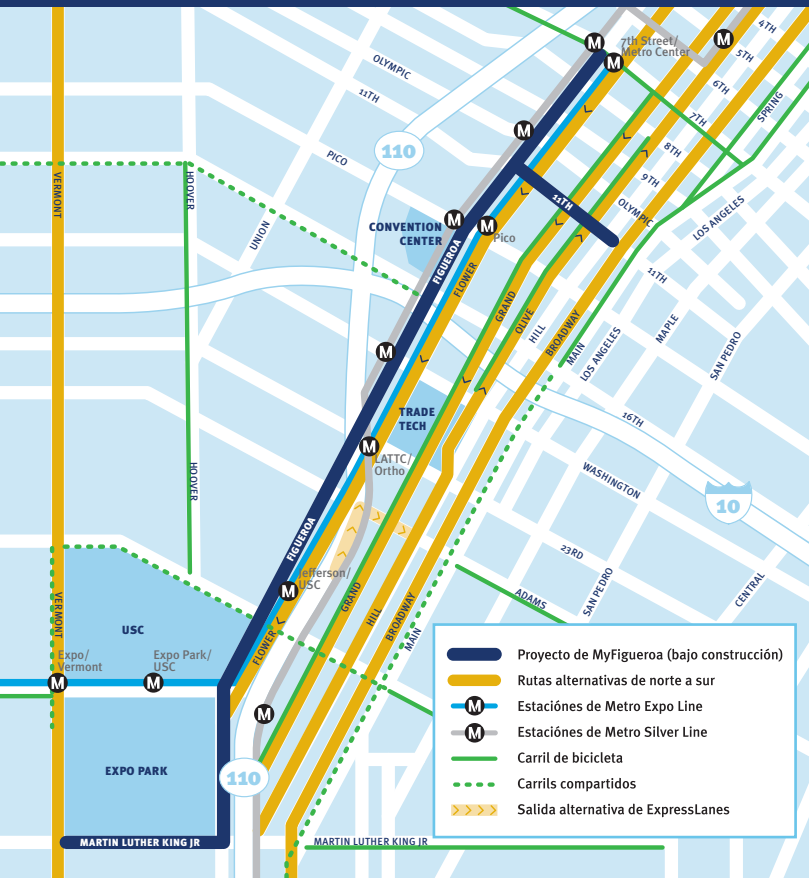 7th Street/
Metro Center
4TH
5TH
6TH
7TH
8TH
9TH
OLYMPIC
SPRING
LOS ANGELES
OLYMPIC
11TH
PICO
110
UNION
VERMONT
HOOVER
CONVENTION
CENTER
FIGUEROA
FLOWER
Pico
11TH
11TH
GRAND
OLIVE
HILL
BROADWAY
MAIN
LOS ANGELES
MAPLE
SAN PEDRO
16TH
TRADE
TECH
LATTC/
Ortho
HOOVER
WASHINGTON
10
23RD
ADAMS
SAN PEDRO
CENTRAL
FIGUEROA
Jefferson/
USC
FLOWER
GRAND
HILL
BROADWAY
MAIN
VERMONT
USC
Expo/
Vermont
Expo Park/
USC
EXPO PARK
110
MARTIN LUTHER KING JR
MARTIN LUTHER KING JR
Proyecto de MyFigueroa (bajo construcción)
Rutas alternativas de norte a sur
M Estaciónes de Metro Expo Line
M Estaciónes de Metro Silver Line
Carril de bicicleta
Carrils compartidos
Salida alternativa de ExpressLanes
M
M
M
M
M
M
M
M
M
M
M
M